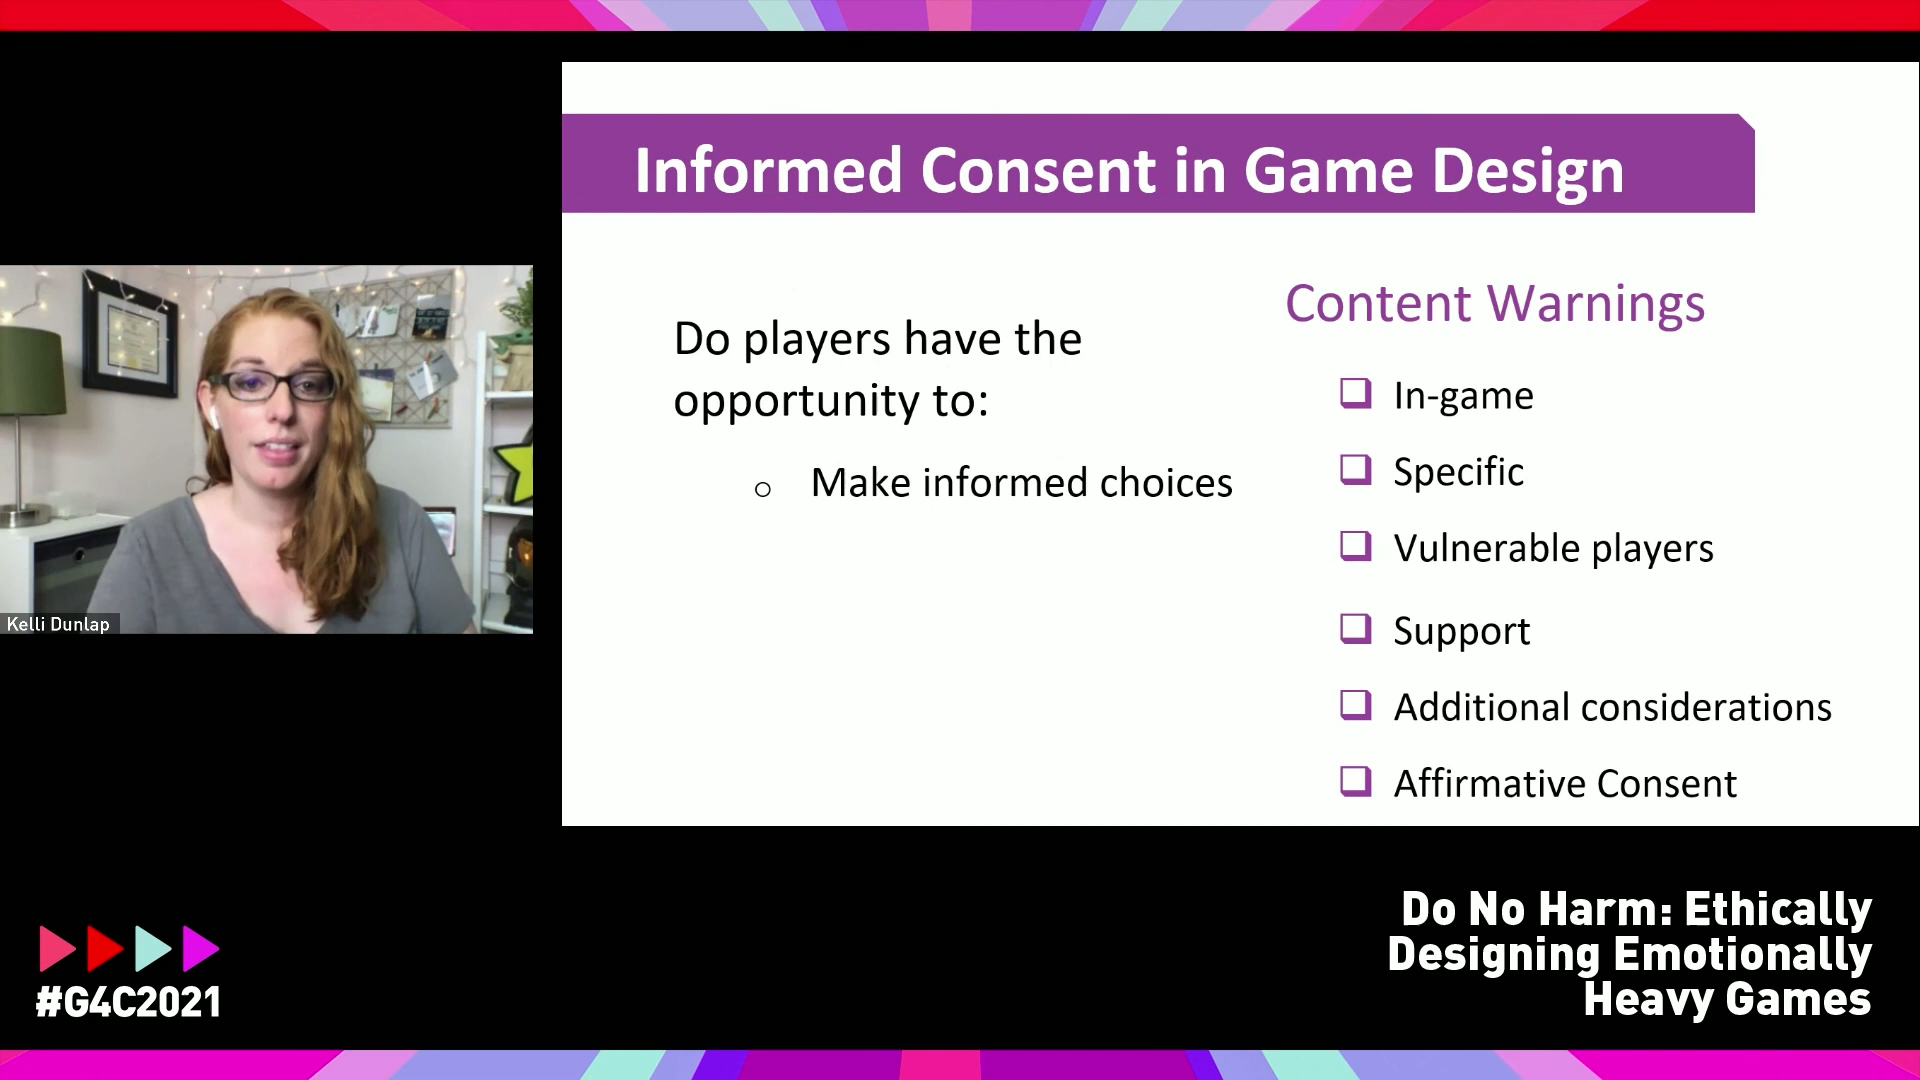 Informed Consent in Game Design
Do players have the
opportunity to:
Make informed choices
Content Warnings
In-game
Specific
Vulnerable players
Support
Additional considerations
Affirmative Consent
Kelli Dunlap
#G4C2021
Do No Harm: Ethically
Designing Emotionally
Heavy Games